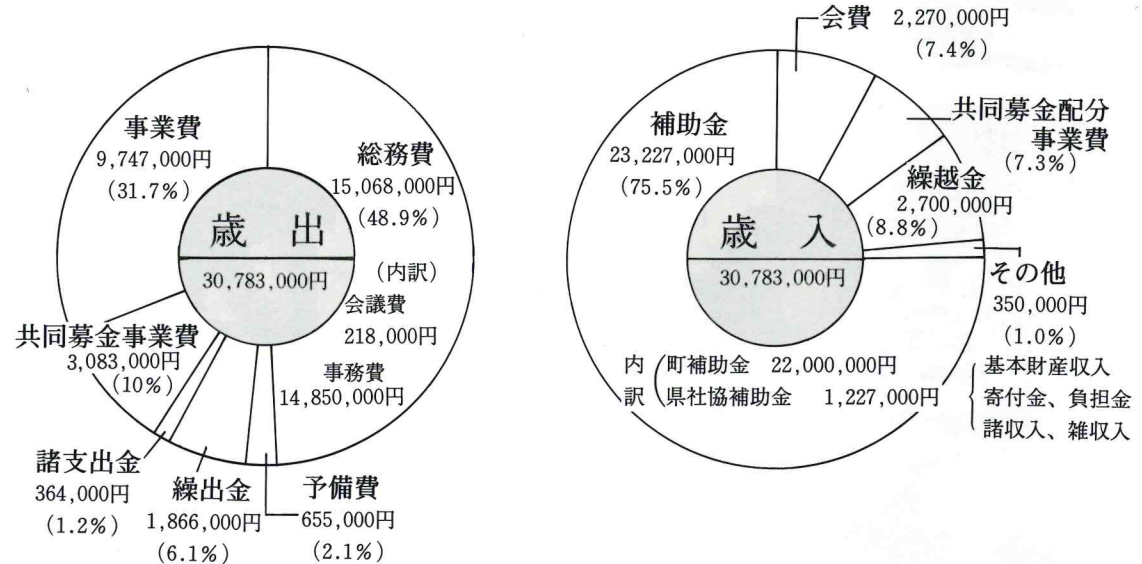 事業費
9,747,000円
(31.7%)
総務費
15,068,000円
(48.9%)
歳 出
30,783,000円
(内訳)
会議費
218,000円
事務費
14,850,000円
共同募金事業費
3,083,000円
(10%)
諸支出金
364,000円
(1.2%)
繰出金
1,866,000円
(6.1%)
予備費
655,000円
(2.1%)
会費 2,270,000円
(7.4%)
補助金
23,227,000円
(75.5%)
共同募金配分
事業費
(7.3%)
繰越金
2,700,000円
(8.8%)
歳 入
30,783,000円
その他
350,000円
(1.0%)
基本財産収入
寄付金、負担金
諸収入、雑収入
内訳
町補助金 22,000,000円
県社協補助金 1,227,000円